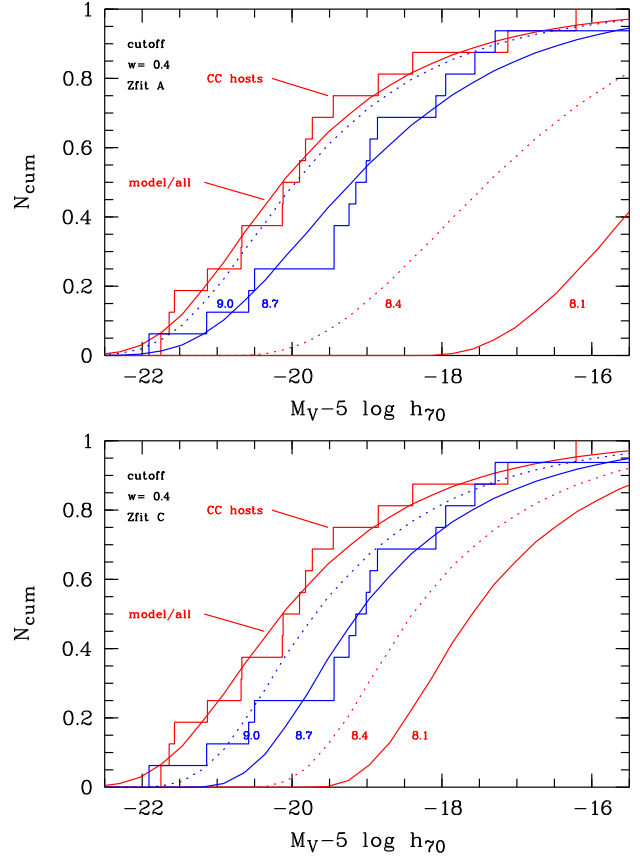 1
cutoff
w= 0.4
Zfit A
CC hosts
0.8
0.6
N_cum
model/all
0.4
0.2
9.0 8.7 8.4 8.1
0
−22 −20 −18 −16
M_V−5 log h_70
1
cutoff
w= 0.4
Zfit C
CC hosts
0.8
0.6
N_cum
model/all
0.4
0.2
9.0 8.7 8.4 8.1
0
−22 −20 −18 −16
M_V−5 log h_70